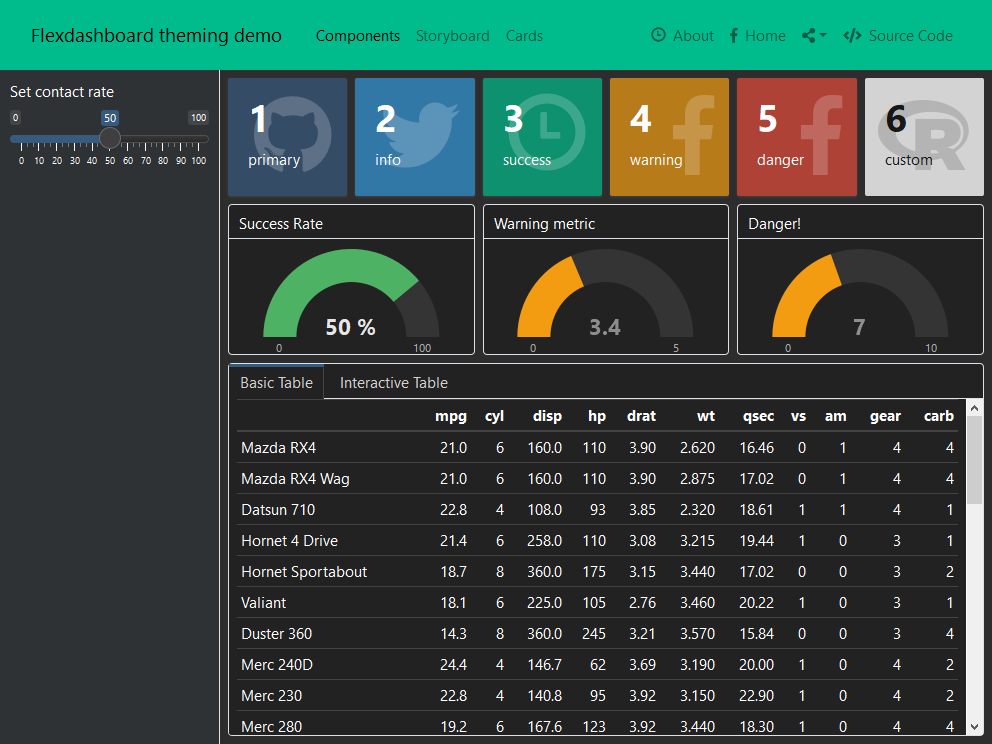 Flexdashboard theming demo Components Storyboard Cards About Home Source Code
Set contact rate
0 50 100
0 10 20 30 40 50 60 70 80 90 100
1 2 3 4 5 6
primary info success warning danger custom
Success Rate Warning metric Danger!
50 % 3.4 7
0 100 0 5 0 10
Basic Table Interactive Table
mpg cyl disp hp drat wt qsec vs am gear carb
Mazda RX4 21.0 6 160.0 110 3.90 2.620 16.46 0 1 4 4
Mazda RX4 Wag 21.0 6 160.0 110 3.90 2.875 17.02 0 1 4 4
Datsun 710 22.8 4 108.0 93 3.85 2.320 18.61 1 1 4 1
Hornet 4 Drive 21.4 6 258.0 110 3.08 3.215 19.44 1 0 3 1
Hornet Sportabout 18.7 8 360.0 175 3.15 3.440 17.02 0 0 3 2
Valiant 18.1 6 225.0 105 2.76 3.460 20.22 1 0 3 1
Duster 360 14.3 8 360.0 245 3.21 3.570 15.84 0 0 3 4
Merc 240D 24.4 4 146.7 62 3.69 3.190 20.00 1 0 4 2
Merc 230 22.8 4 140.8 95 3.92 3.150 22.90 1 0 4 2
Merc 280 19.2 6 167.6 123 3.92 3.440 18.30 1 0 4 4